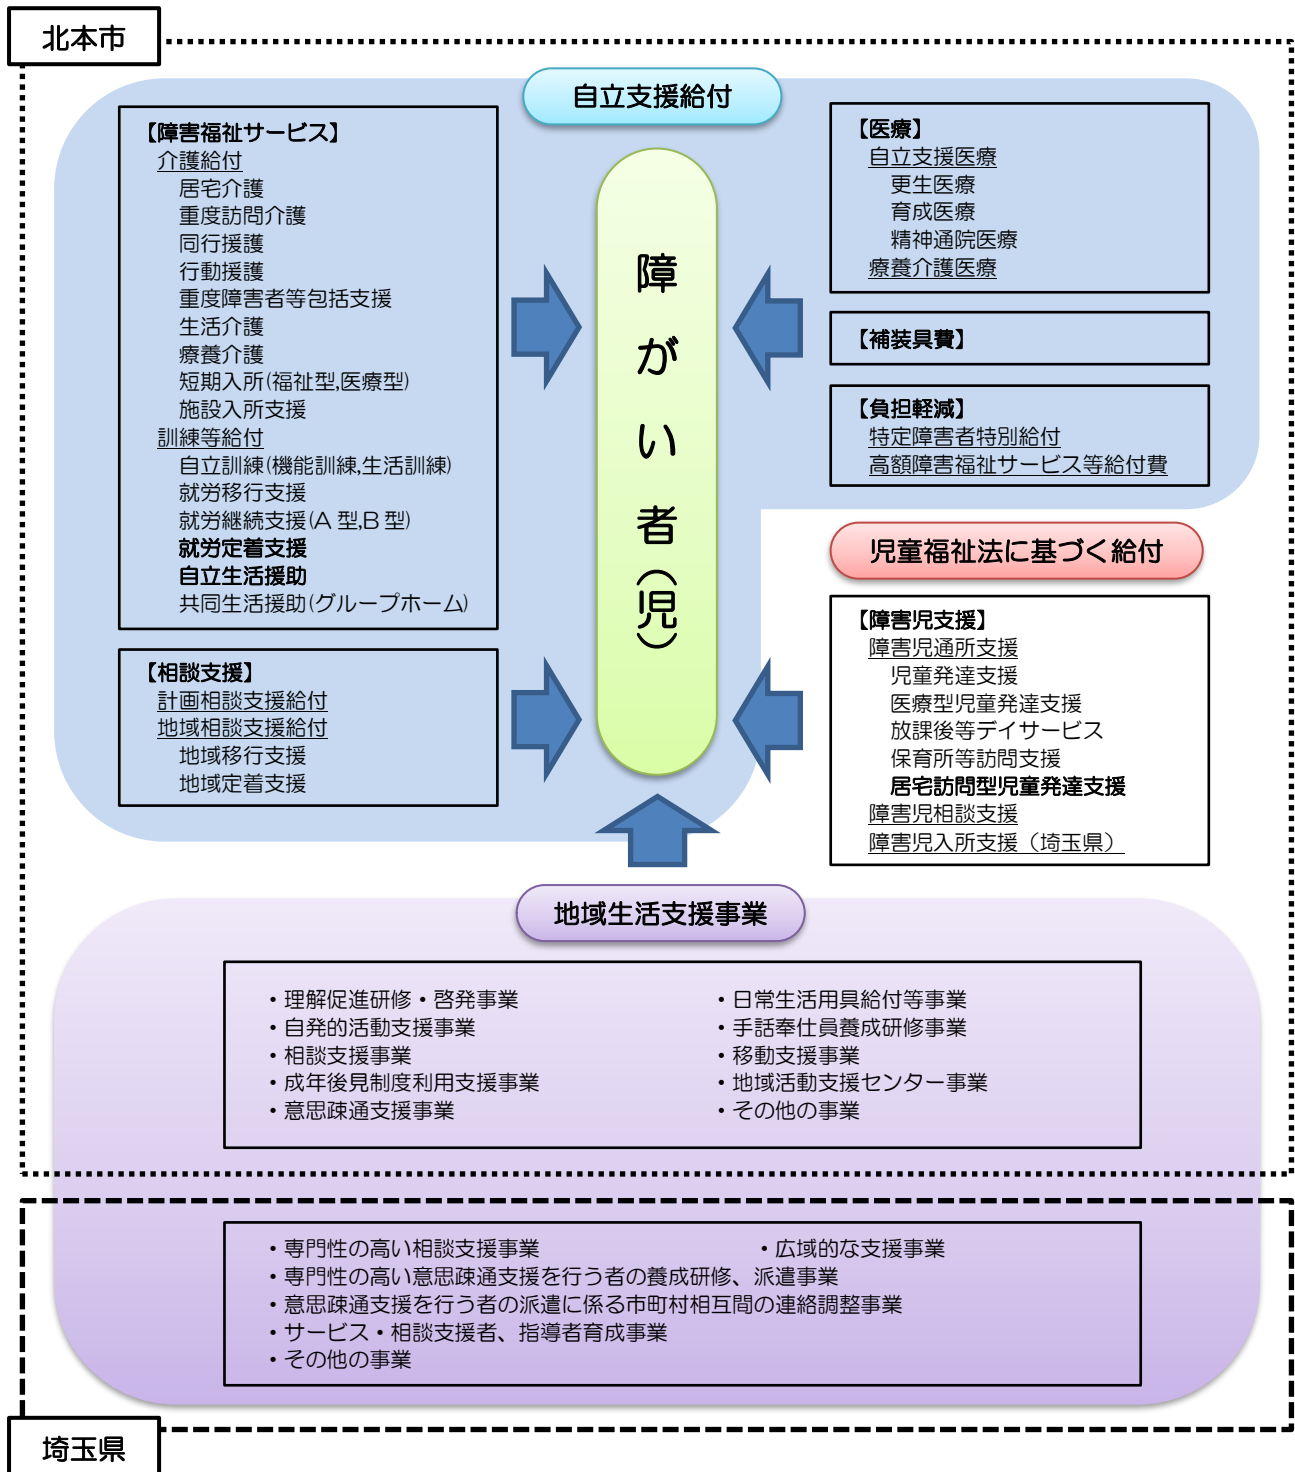 北本市
自立支援給付
【障害福祉サービス】
介護給付
居宅介護
重度訪問介護
同行援護
行動援護
重度障害者等包括支援
生活介護
療養介護
短期入所(福祉型,医療型)
施設入所支援
訓練等給付
自立訓練(機能訓練,生活訓練)
就労移行支援
就労継続支援(A 型,B 型)
就労定着支援
自立生活援助
共同生活援助(グループホーム)
【相談支援】
計画相談支援給付
地域相談支援給付
地域移行支援
地域定着支援
障がい者(児)
【医療】
自立支援医療
更生医療
育成医療
精神通院医療
療養介護医療
【補装具費】
【負担軽減】
特定障害者特別給付
高額障害福祉サービス等給付費
児童福祉法に基づく給付
【障害児支援】
障害児通所支援
児童発達支援
医療型児童発達支援
放課後等デイサービス
保育所等訪問支援
居宅訪問型児童発達支援
障害児相談支援
障害児入所支援（埼玉県）
地域生活支援事業
・理解促進研修・啓発事業
・自発的活動支援事業
・相談支援事業
・成年後見制度利用支援事業
・意思疎通支援事業
・日常生活用具給付等事業
・手話奉仕員養成研修事業
・移動支援事業
・地域活動支援センター事業
・その他の事業
・専門性の高い相談支援事業
・広域的な支援事業
・専門性の高い意思疎通支援を行う者の養成研修、派遣事業
・意思疎通支援を行う者の派遣に係る市町村相互間の連絡調整事業
・サービス・相談支援者、指導者育成事業
・その他の事業
埼玉県